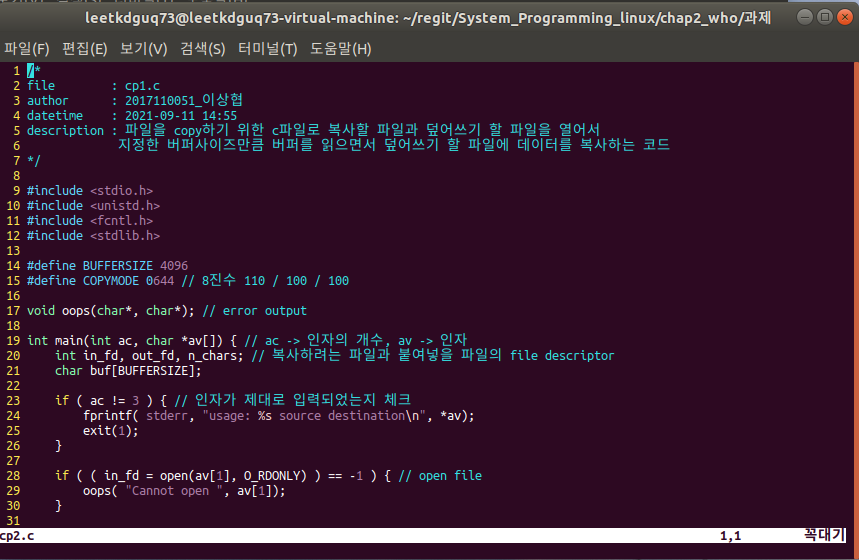 leetkdguq73@leetkdguq73-virtual-machine: ~/regit/System_Programming_linux/chap2_who/과제
파일(F) 편집(E) 보기(V) 검색(S) 터미널(T) 도움말(H)
1 /*
2 file        : cp1.c
3 author      : 2017110051_이상협
4 datetime    : 2021-09-11 14:55
5 description : 파일을 copy하기 위한 c파일로 복사할 파일과 덮어쓰기 할 파일을 열어서
6               지정한 버퍼사이즈만큼 버퍼를 읽으면서 덮어쓰기 할 파일에 데이터를 복사하는 코드
7 */
8
9 #include <stdio.h>
10 #include <unistd.h>
11 #include <fcntl.h>
12 #include <stdlib.h>
13
14 #define BUFFERSIZE 4096
15 #define COPYMODE 0644 // 8진수 110 / 100 / 100
16
17 void oops(char*, char*); // error output
18
19 int main(int ac, char *av[]) { // ac -> 인자의 개수, av -> 인자
20     int in_fd, out_fd, n_chars; // 복사하려는 파일과 붙여넣을 파일의 file descriptor
21     char buf[BUFFERSIZE];
22
23     if ( ac != 3 ) { // 인자가 제대로 입력되었는지 체크
24         fprintf( stderr, "usage: %s source destination\n", *av);
25         exit(1);
26     }
27
28     if ( ( in_fd = open(av[1], O_RDONLY) ) == -1 ) { // open file
29         oops( "Cannot open ", av[1]);
30     }
31
cp2.c 1,1 꼭대기